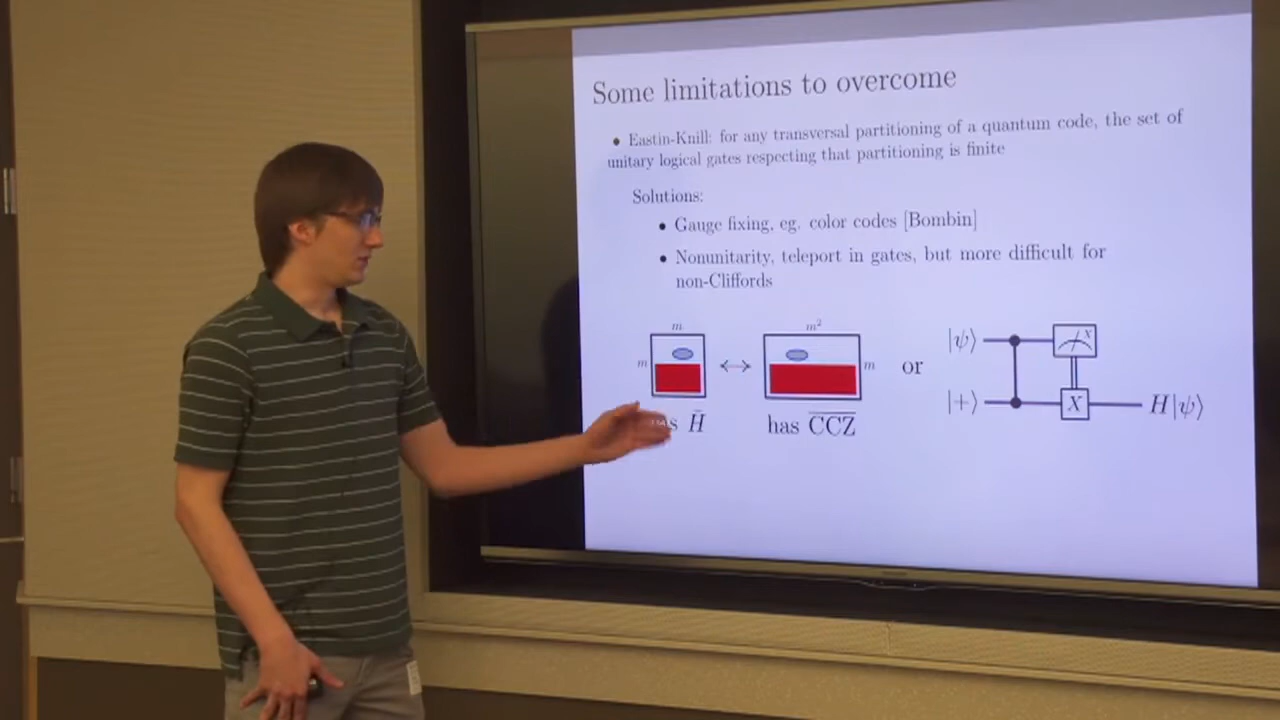 Some limitations to overcome
• Eastin-Knill: for any transversal partitioning of a quantum code, the set of
unitary logical gates respecting that partitioning is finite
Solutions:
• Gauge fixing, eg. color codes [Bombin]
• Nonunitarity, teleport in gates, but more difficult for
non-Cliffords
m
m
↔
m²
m
or
|ψ⟩
X
|+⟩
X
H|ψ⟩
H̄
has C̅C̅Z̅